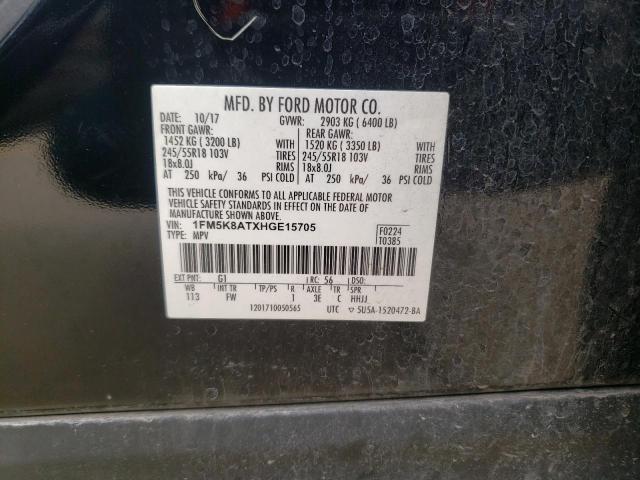 MFD. BY FORD MOTOR CO.
DATE: 10/17 GVWR: 2903 KG ( 6400 LB)
FRONT GAWR: REAR GAWR:
1452 KG ( 3200 LB) WITH 1520 KG ( 3350 LB) WITH
245/55R18 103V TIRES 245/55R18 103V TIRES
18x8.0J RIMS 18x8.0J RIMS
AT 250 kPa/ 36 PSI COLD AT 250 kPa/ 36 PSI COLD
THIS VEHICLE CONFORMS TO ALL APPLICABLE FEDERAL MOTOR
VEHICLE SAFETY STANDARDS IN EFFECT ON THE DATE OF
MANUFACTURE SHOWN ABOVE.
VIN: 1FM5K8ATXHGE15705 F0224
TYPE: MPV T0385
EXT PNT: G1 RC: 56 DSO:
WB INT TR TP/PS R AXLE TR SPR
113 FW 1 3E C HHJJ
1201710050565 UTC ▽ 5U5A-1520472-BA